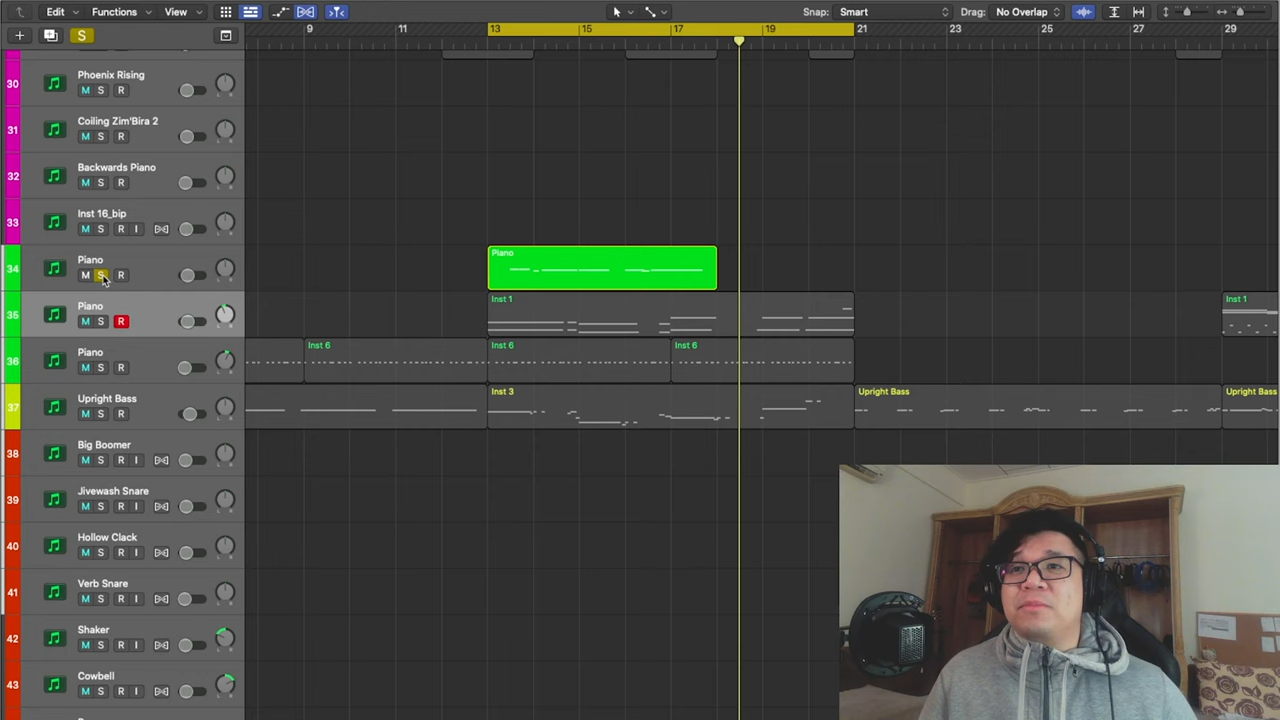 Edit Functions View Snap: Smart Drag: No Overlap
S 9 11 13 15 17 19 21 23 25 27 29
30 Phoenix Rising
M S R
31 Coiling Zim'Bira 2
M S R
32 Backwards Piano
M S R
33 Inst 16_bip
M S R I
34 Piano Piano
M S R
35 Piano Inst 1 Inst 1
M S R
36 Piano Inst 6 Inst 6 Inst 6
M S R
37 Upright Bass Inst 3 Upright Bass Upright Bass
M S R
38 Big Boomer
M S R I
39 Jivewash Snare
M S R I
40 Hollow Clack
M S R I
41 Verb Snare
M S R I
42 Shaker
M S R I
43 Cowbell
M S R I